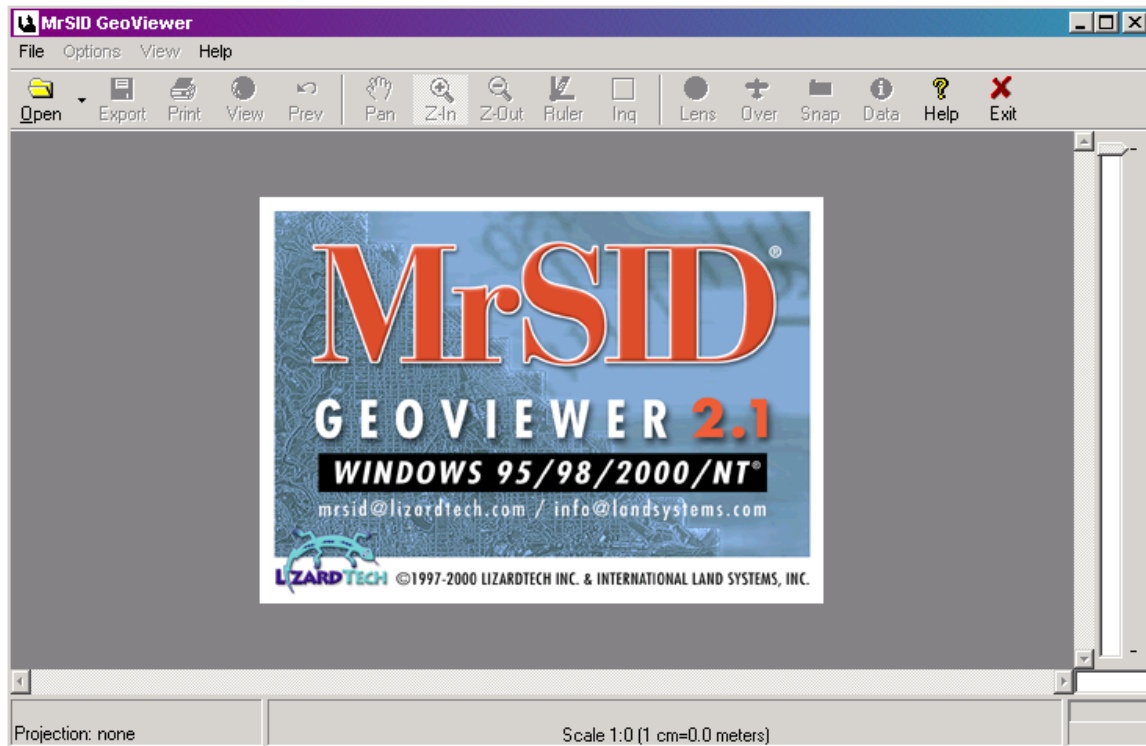 MrSID GeoViewer
File Options View Help
Open Export Print View Prev Pan Z-In Z-Out Ruler Inq Lens Over Snap Data Help Exit
MrSID®
GEOVIEWER 2.1
WINDOWS 95/98/2000/NT®
mrsid@lizardtech.com / info@landsystems.com
LIZARDTECH ©1997-2000 LIZARDTECH INC. & INTERNATIONAL LAND SYSTEMS, INC.
Projection: none Scale 1:0 (1 cm=0.0 meters)